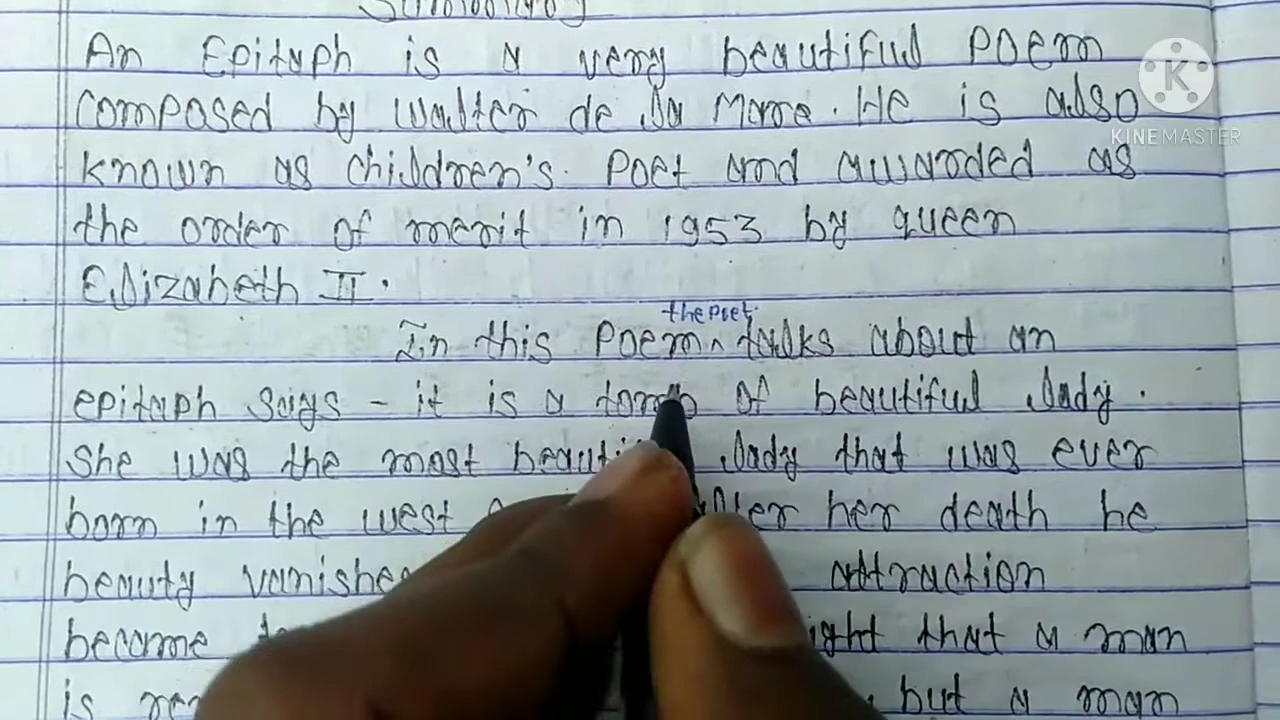 An Epitaph is a very beautiful Poem
composed by Walter de la Mare. He is also
known as children's. Poet and awarded as
the order of merit in 1953 by queen
Elizabeth II.
the Poet.
In this Poem ^ talks about an
epitaph says - it is a tomb of beautiful lady.
She was the most lady that was ever
born in the west her death he
beauty attraction
become that a man
is but a man
K
KINEMASTER